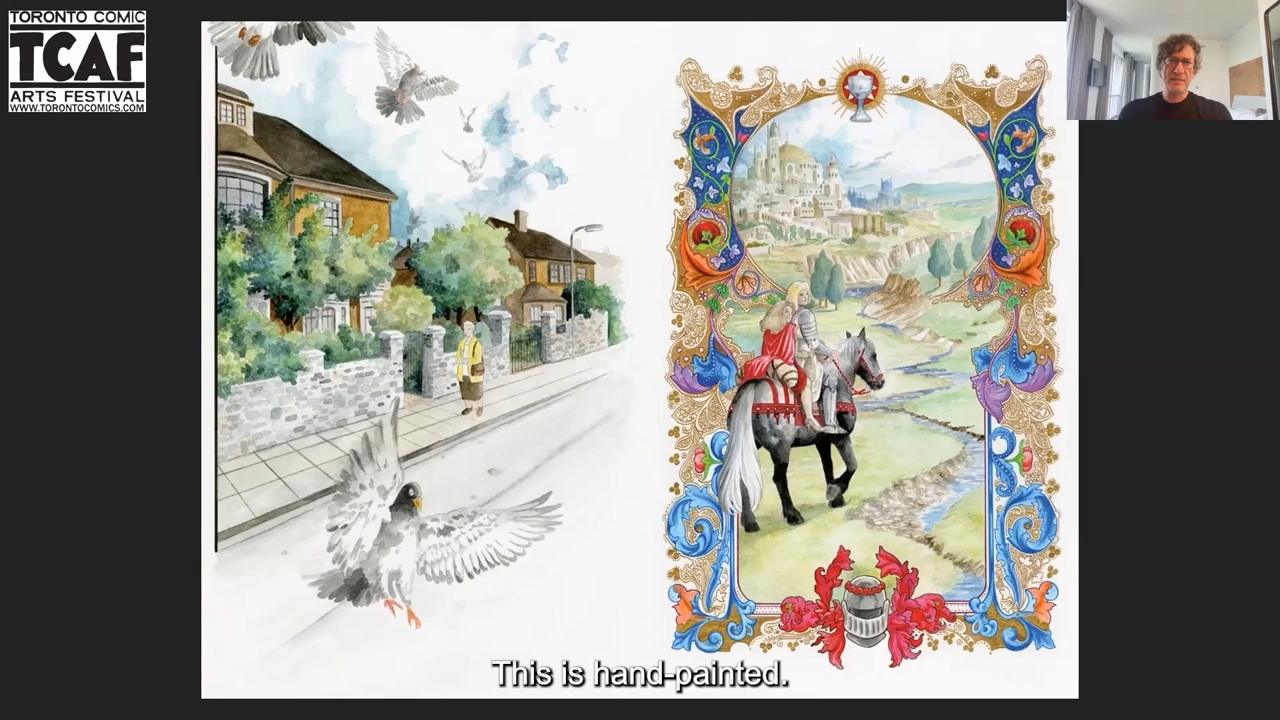 TORONTO COMIC
TCAF
ARTS FESTIVAL
WWW.TORONTOCOMICS.COM
This is hand-painted.